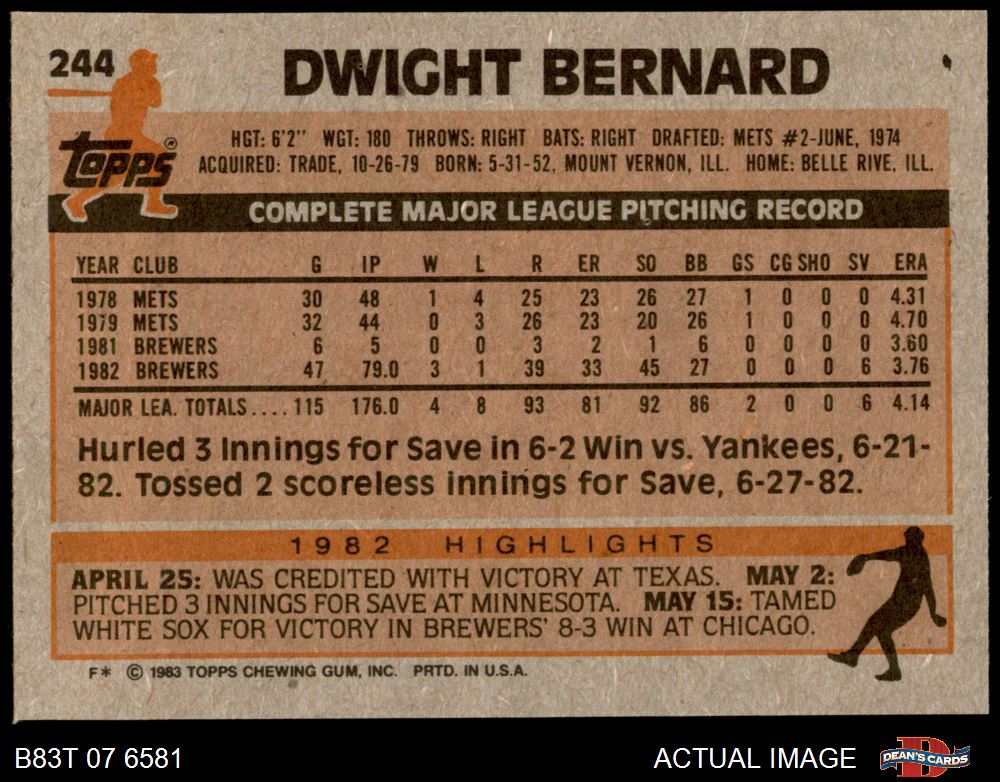 244 DWIGHT BERNARD
topps®
HGT: 6'2" WGT: 180 THROWS: RIGHT BATS: RIGHT DRAFTED: METS #2-JUNE, 1974
ACQUIRED: TRADE, 10-26-79 BORN: 5-31-52, MOUNT VERNON, ILL. HOME: BELLE RIVE, ILL.
COMPLETE MAJOR LEAGUE PITCHING RECORD
YEAR CLUB G IP W L R ER SO BB GS CG SHO SV ERA
1978 METS 30 48 1 4 25 23 26 27 1 0 0 0 4.31
1979 METS 32 44 0 3 26 23 20 26 1 0 0 0 4.70
1981 BREWERS 6 5 0 0 3 2 1 6 0 0 0 0 3.60
1982 BREWERS 47 79.0 3 1 39 33 45 27 0 0 0 6 3.76
MAJOR LEA. TOTALS.... 115 176.0 4 8 93 81 92 86 2 0 0 6 4.14
Hurled 3 Innings for Save in 6-2 Win vs. Yankees, 6-21-
82. Tossed 2 scoreless innings for Save, 6-27-82.
1982 HIGHLIGHTS
APRIL 25: WAS CREDITED WITH VICTORY AT TEXAS. MAY 2:
PITCHED 3 INNINGS FOR SAVE AT MINNESOTA. MAY 15: TAMED
WHITE SOX FOR VICTORY IN BREWERS' 8-3 WIN AT CHICAGO.
F* © 1983 TOPPS CHEWING GUM, INC. PRTD. IN U.S.A.
B83T 07 6581 ACTUAL IMAGE DEAN'S CARDS